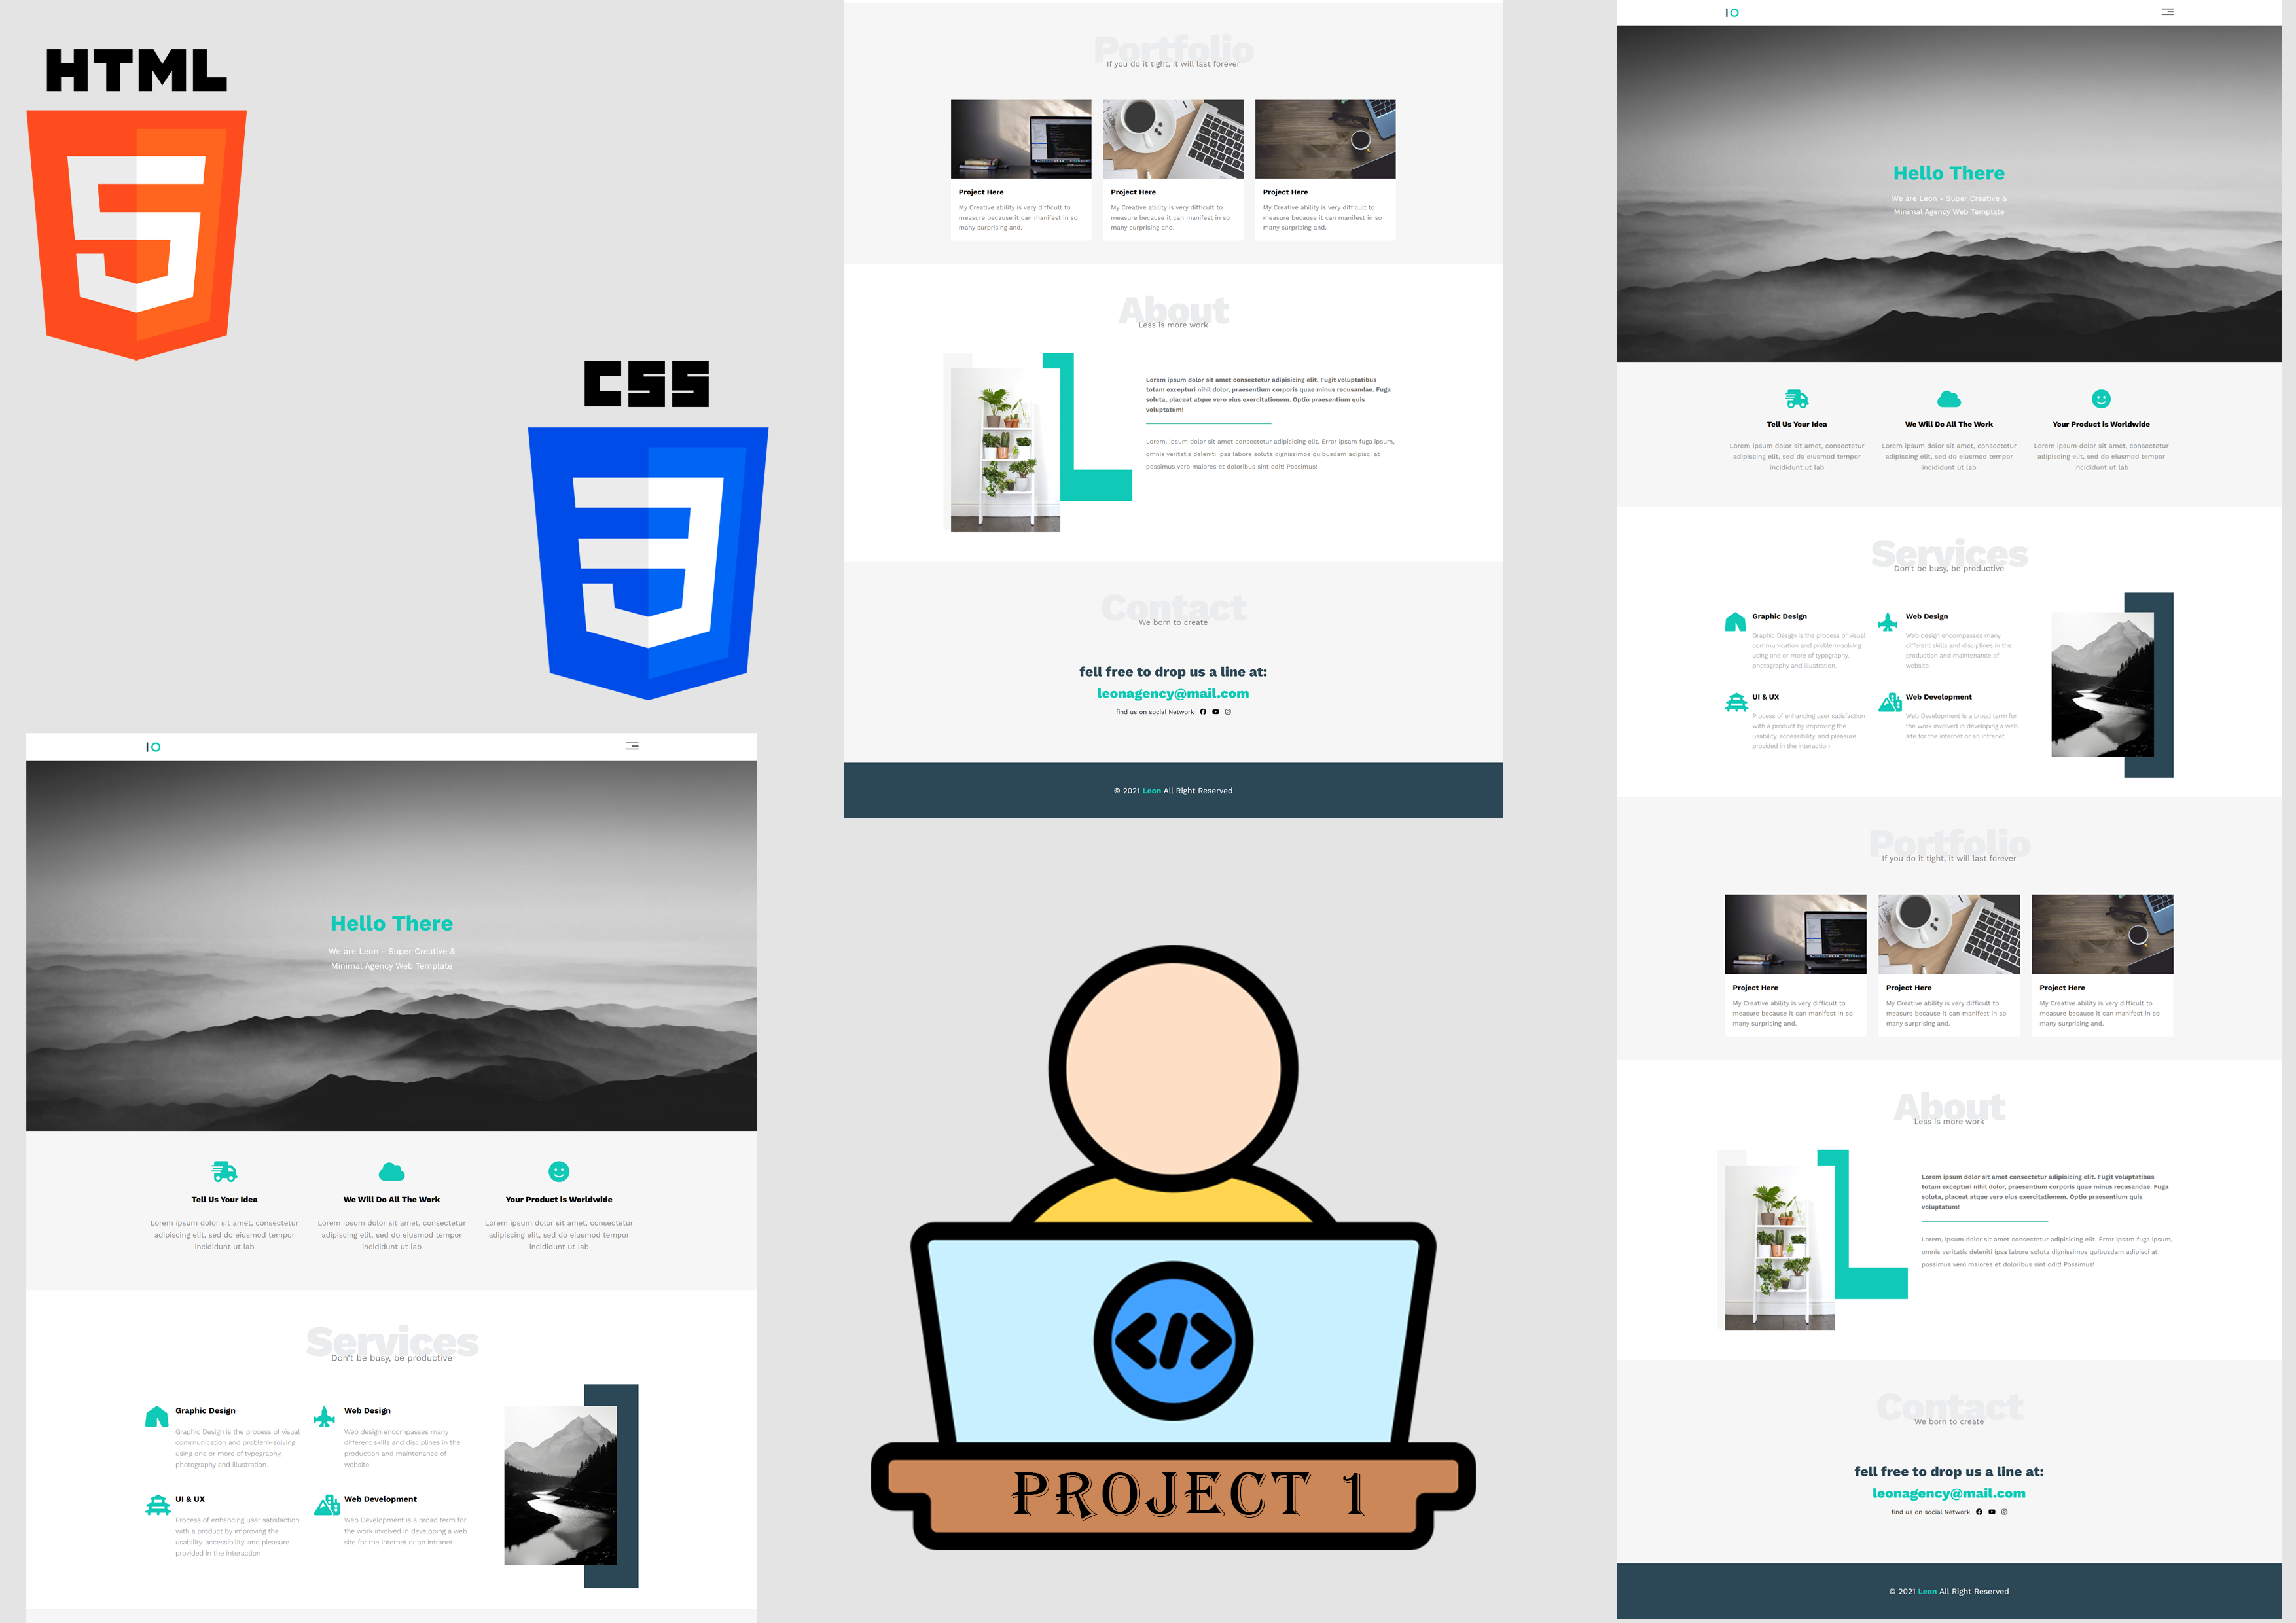 HTML
CSS
IO
Hello There
We are Leon - Super Creative &
Minimal Agency Web Template
Tell Us Your Idea
Lorem ipsum dolor sit amet, consectetur
adipiscing elit, sed do eiusmod tempor
incididunt ut lab
We Will Do All The Work
Lorem ipsum dolor sit amet, consectetur
adipiscing elit, sed do eiusmod tempor
incididunt ut lab
Your Product is Worldwide
Lorem ipsum dolor sit amet, consectetur
adipiscing elit, sed do eiusmod tempor
incididunt ut lab
Services
Don't be busy, be productive
Graphic Design
Graphic Design is the process of visual
communication and problem-solving
using one or more of typography,
photography and illustration.
Web Design
Web design encompasses many
different skills and disciplines in the
production and maintenance of
website.
UI & UX
Process of enhancing user satisfaction
with a product by improving the
usability. accessibility. and pleasure
provided in the interaction
Web Development
Web Development is a broad term for
the work involved in developing a web
site for the internet or an intranet
Portfolio
If you do it tight, it will last forever
Project Here
My Creative ability is very difficult to
measure because it can manifest in so
many surprising and.
Project Here
My Creative ability is very difficult to
measure because it can manifest in so
many surprising and.
Project Here
My Creative ability is very difficult to
measure because it can manifest in so
many surprising and.
About
Less is more work
Lorem ipsum dolor sit amet consectetur adipisicing elit. Fugit voluptatibus
totam excepturi nihil dolor, praesentium corporis quae minus recusandae. Fuga
soluta, placeat atque vero eius exercitationem. Optio praesentium quis
voluptatum!
Lorem, ipsum dolor sit amet consectetur adipisicing elit. Error ipsam fuga ipsum,
omnis veritatis deleniti ipsa labore soluta dignissimos quibusdam adipisci at
possimus vero maiores et doloribus sint odit! Possimus!
Contact
We born to create
fell free to drop us a line at:
leonagency@mail.com
find us on social Network
© 2021 Leon All Right Reserved
</>
PROJECT 1
IO
Hello There
We are Leon - Super Creative &
Minimal Agency Web Template
Tell Us Your Idea
Lorem ipsum dolor sit amet, consectetur
adipiscing elit, sed do eiusmod tempor
incididunt ut lab
We Will Do All The Work
Lorem ipsum dolor sit amet, consectetur
adipiscing elit, sed do eiusmod tempor
incididunt ut lab
Your Product is Worldwide
Lorem ipsum dolor sit amet, consectetur
adipiscing elit, sed do eiusmod tempor
incididunt ut lab
Services
Don't be busy, be productive
Graphic Design
Graphic Design is the process of visual
communication and problem-solving
using one or more of typography,
photography and illustration.
Web Design
Web design encompasses many
different skills and disciplines in the
production and maintenance of
website.
UI & UX
Process of enhancing user satisfaction
with a product by improving the
usability. accessibility. and pleasure
provided in the interaction
Web Development
Web Development is a broad term for
the work involved in developing a web
site for the internet or an intranet
Portfolio
If you do it tight, it will last forever
Project Here
My Creative ability is very difficult to
measure because it can manifest in so
many surprising and.
Project Here
My Creative ability is very difficult to
measure because it can manifest in so
many surprising and.
Project Here
My Creative ability is very difficult to
measure because it can manifest in so
many surprising and.
About
Less is more work
Lorem ipsum dolor sit amet consectetur adipisicing elit. Fugit voluptatibus
totam excepturi nihil dolor, praesentium corporis quae minus recusandae. Fuga
soluta, placeat atque vero eius exercitationem. Optio praesentium quis
voluptatum!
Lorem, ipsum dolor sit amet consectetur adipisicing elit. Error ipsam fuga ipsum,
omnis veritatis deleniti ipsa labore soluta dignissimos quibusdam adipisci at
possimus vero maiores et doloribus sint odit! Possimus!
Contact
We born to create
fell free to drop us a line at:
leonagency@mail.com
find us on social Network
© 2021 Leon All Right Reserved